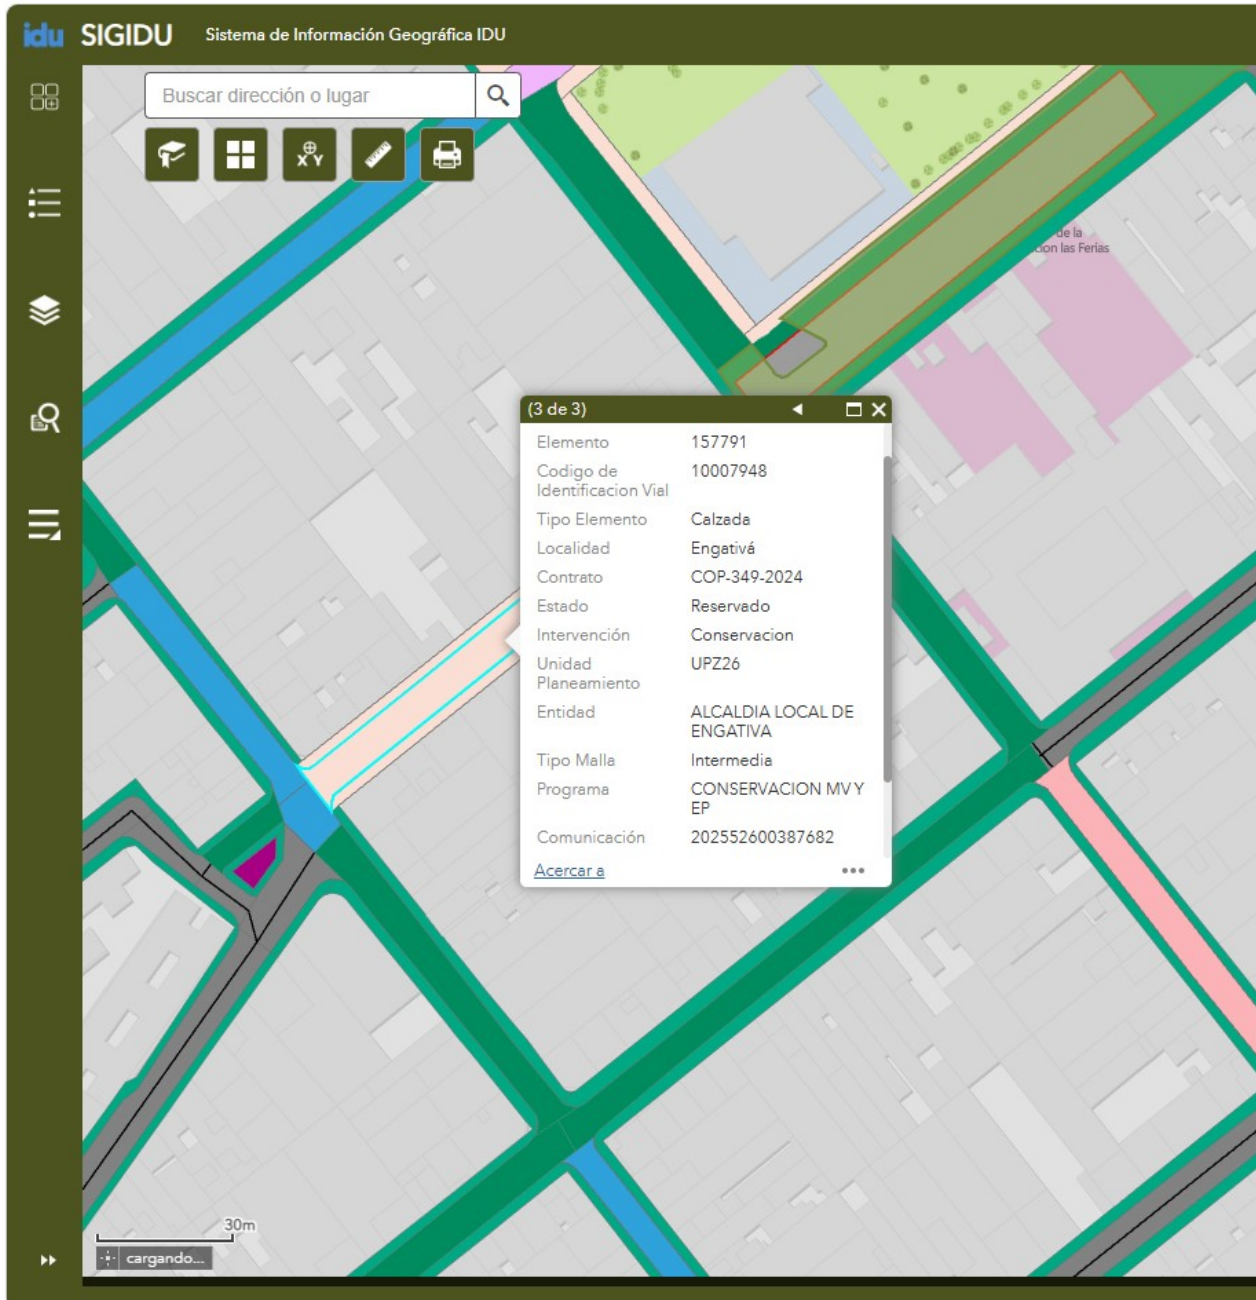 idu SIGIDU Sistema de Información Geográfica IDU
Buscar dirección o lugar
X Y
de la
cion las Ferias
(3 de 3)
Elemento 157791
Codigo de 10007948
Identificacion Vial
Tipo Elemento Calzada
Localidad Engativá
Contrato COP-349-2024
Estado Reservado
Intervención Conservacion
Unidad UPZ26
Planeamiento
Entidad ALCALDIA LOCAL DE
ENGATIVA
Tipo Malla Intermedia
Programa CONSERVACION MV Y
EP
Comunicación 202552600387682
Acercar a
30m
cargando...